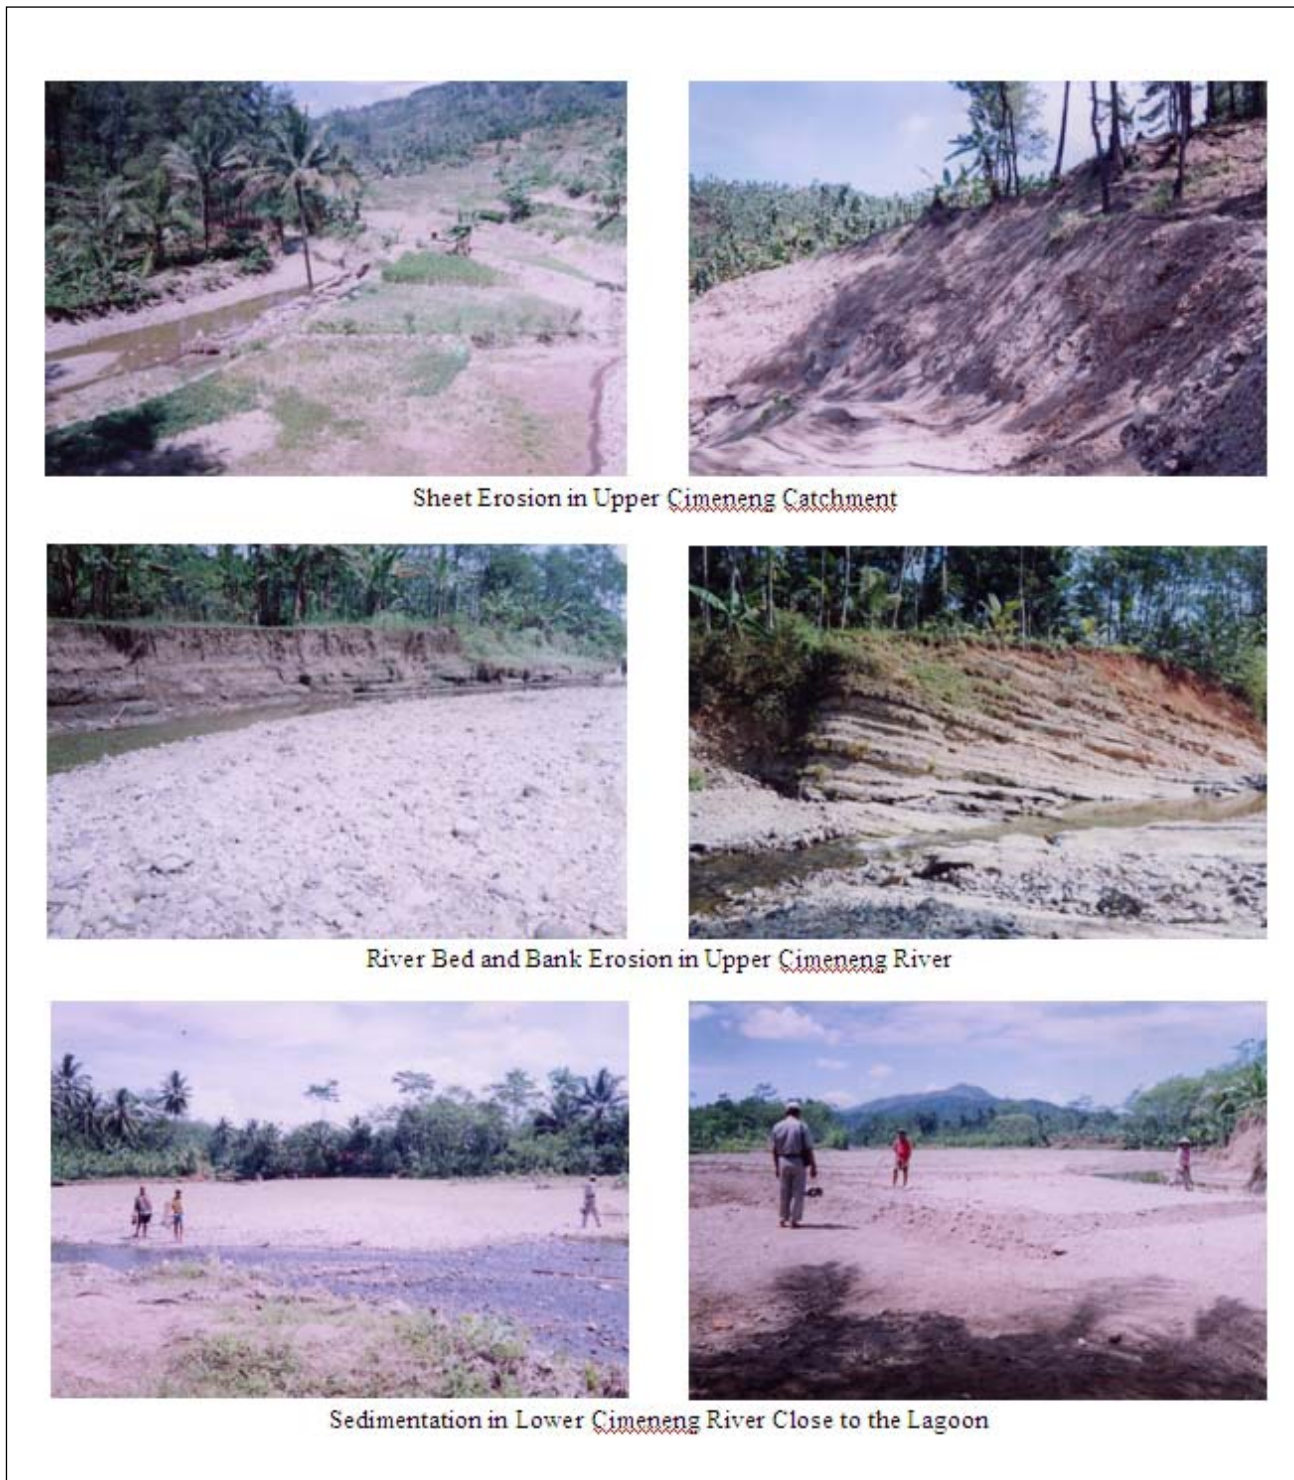 Sheet Erosion in Upper Cimeneng Catchment
River Bed and Bank Erosion in Upper Cimeneng River
Sedimentation in Lower Cimeneng River Close to the Lagoon